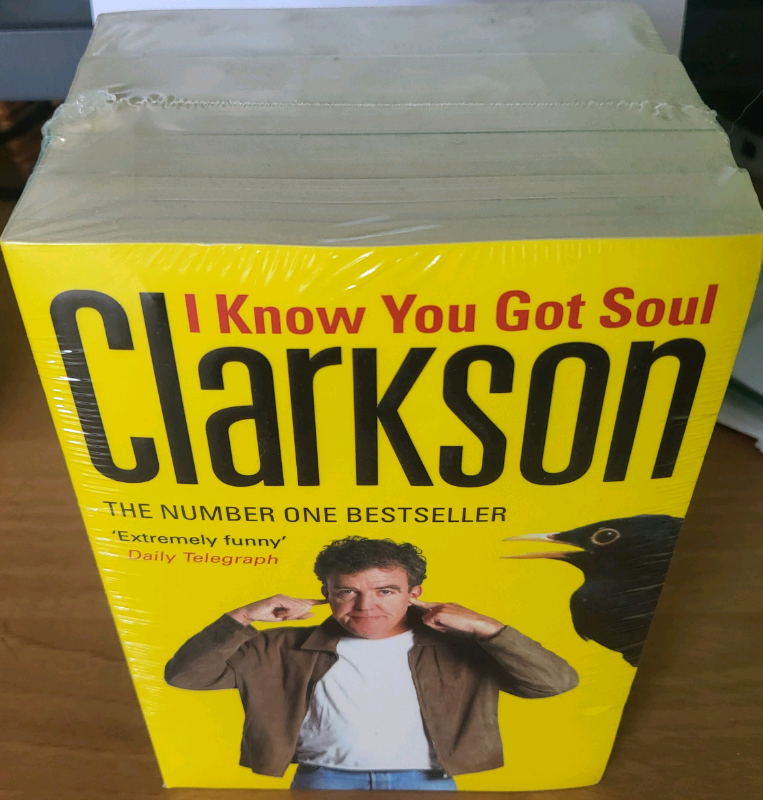 I Know You Got Soul
Clarkson
THE NUMBER ONE BESTSELLER
'Extremely funny'
Daily Telegraph